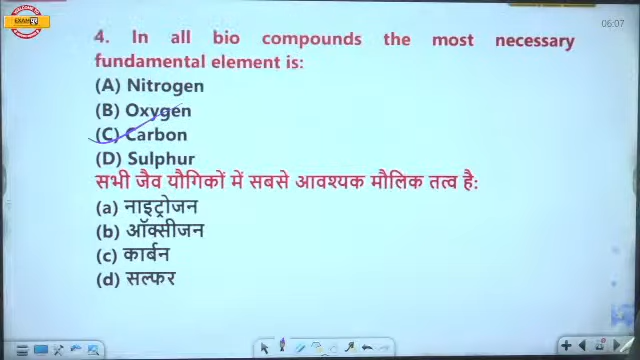 EXAM
06:07
4. In all bio compounds the most necessary
fundamental element is:
(A) Nitrogen
(B) Oxygen
(C) Carbon
(D) Sulphur
सभी जैव यौगिकों में सबसे आवश्यक मौलिक तत्व है:
(a) नाइट्रोजन
(b) ऑक्सीजन
(c) कार्बन
(d) सल्फर